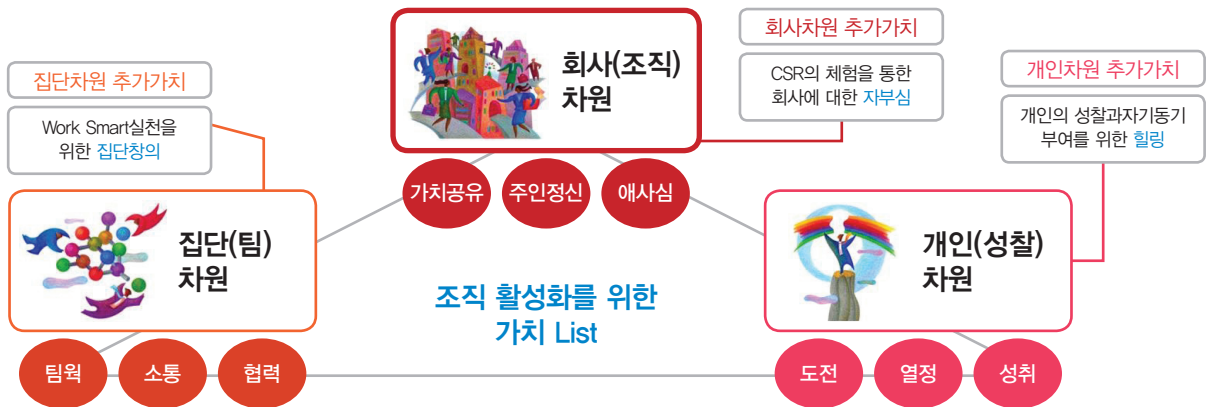 회사(조직)
차원
가치공유
주인정신
애사심
회사차원 추가가치
CSR의 체험을 통한
회사에 대한 자부심
집단차원 추가가치
Work Smart실천을
위한 집단창의
집단(팀)
차원
팀웍
소통
협력
개인차원 추가가치
개인의 성찰과자기동기
부여를 위한 힐링
개인(성찰)
차원
도전
열정
성취
조직 활성화를 위한
가치 List